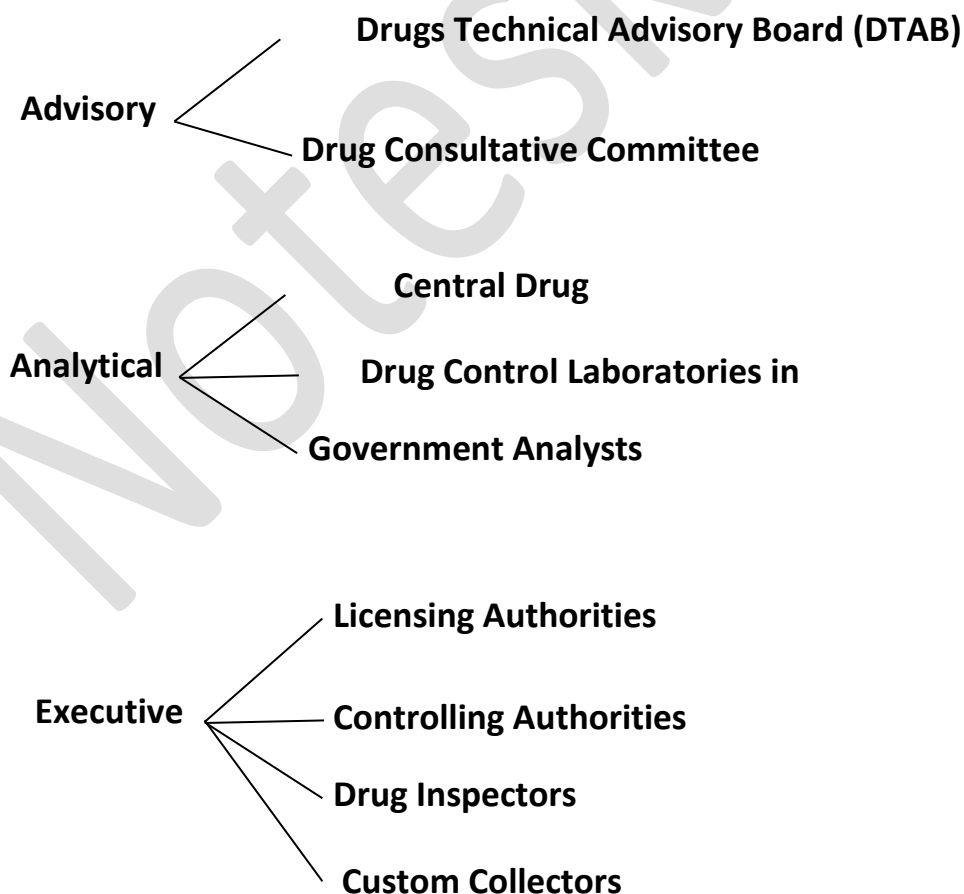 Drugs Technical Advisory Board (DTAB)
Advisory
Drug Consultative Committee
Central Drug
Analytical
Drug Control Laboratories in
Government Analysts
Licensing Authorities
Executive
Controlling Authorities
Drug Inspectors
Custom Collectors